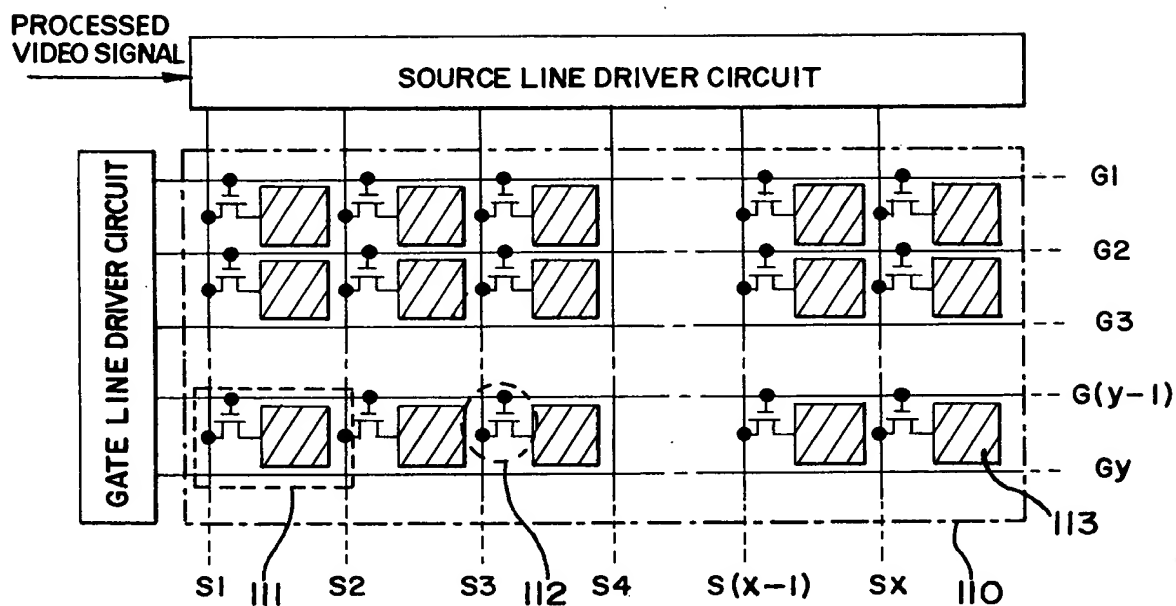 PROCESSED
VIDEO SIGNAL
SOURCE LINE DRIVER CIRCUIT
GATE LINE DRIVER CIRCUIT
G1
G2
G3
G(y-1)
Gy
113
S1
111
S2
S3
112
S4
S(x-1)
Sx
110